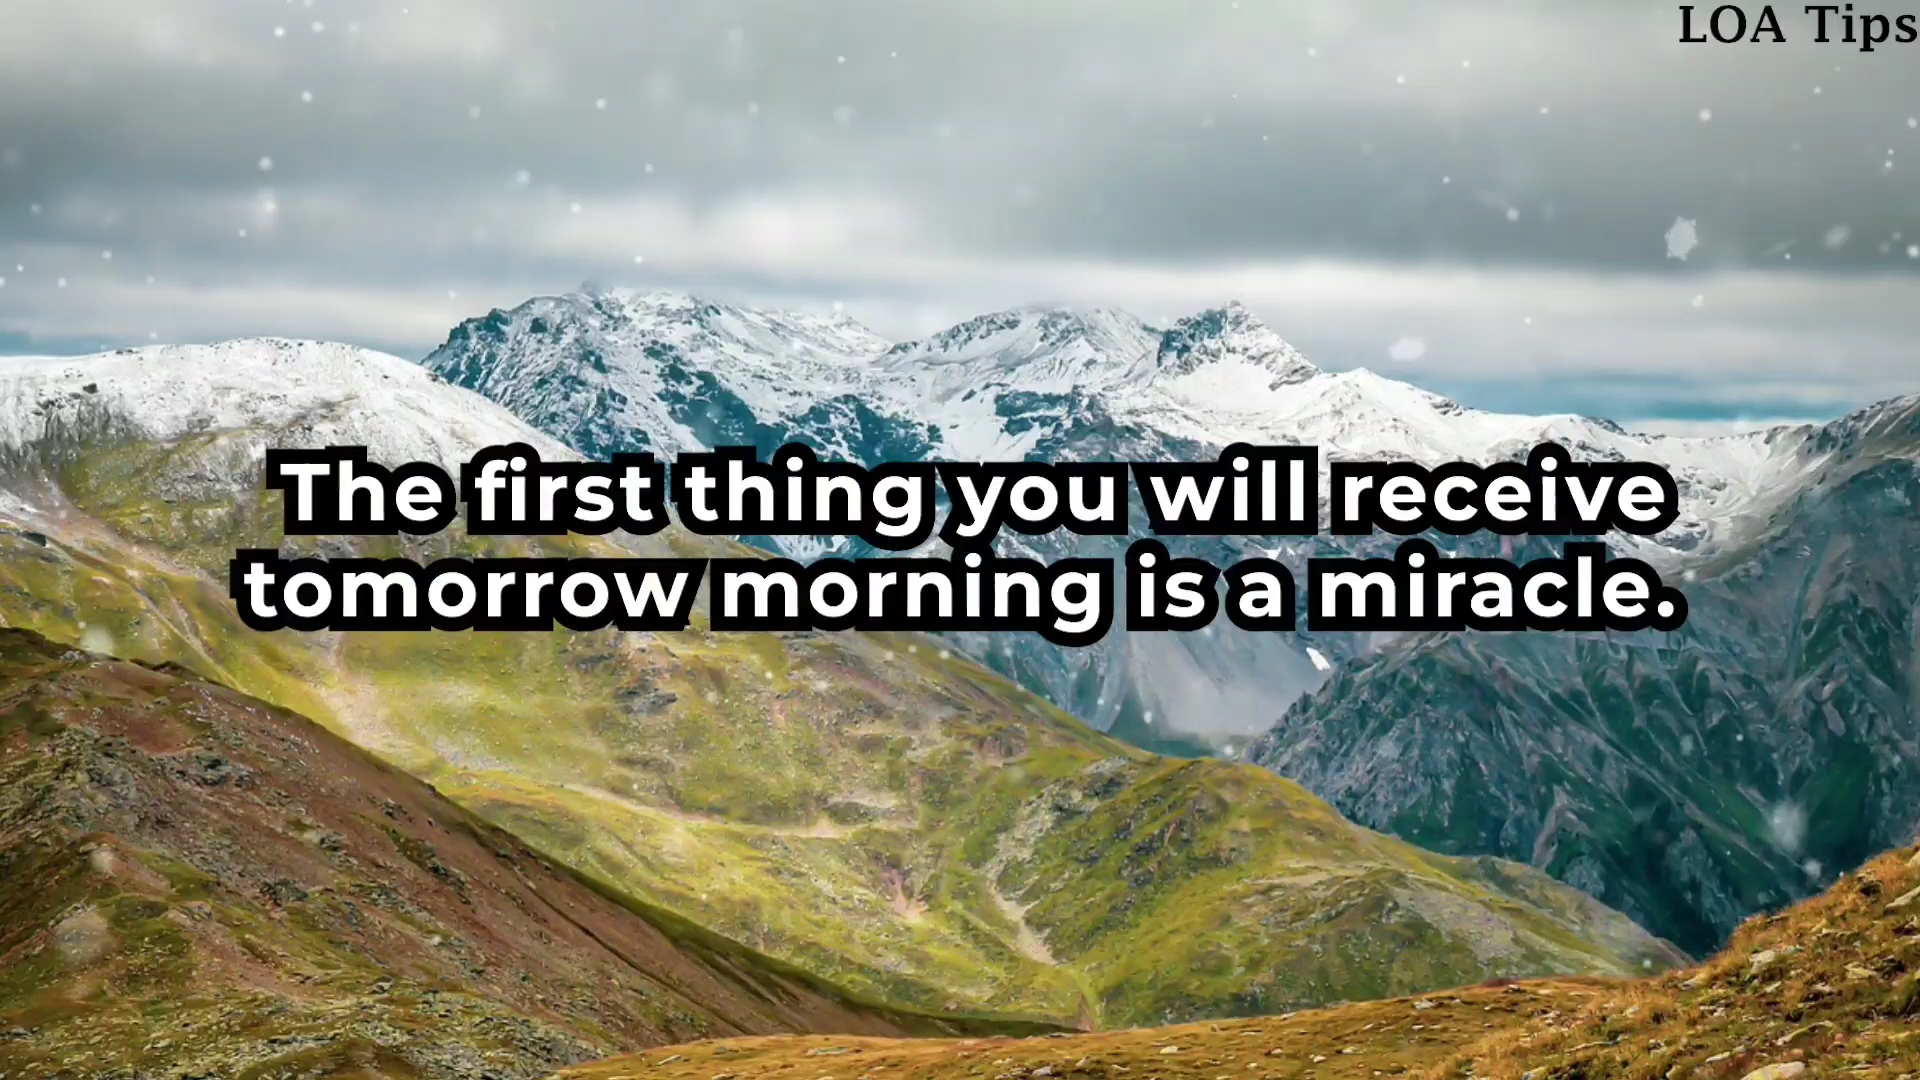 LOA Tips
The first thing you will receive
tomorrow morning is a miracle.